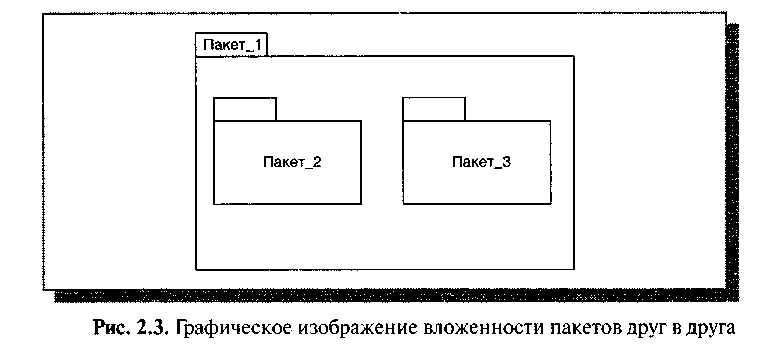 Пакет_1
Пакет_2
Пакет_3
Рис. 2.3. Графическое изображение вложенности пакетов друг в друга